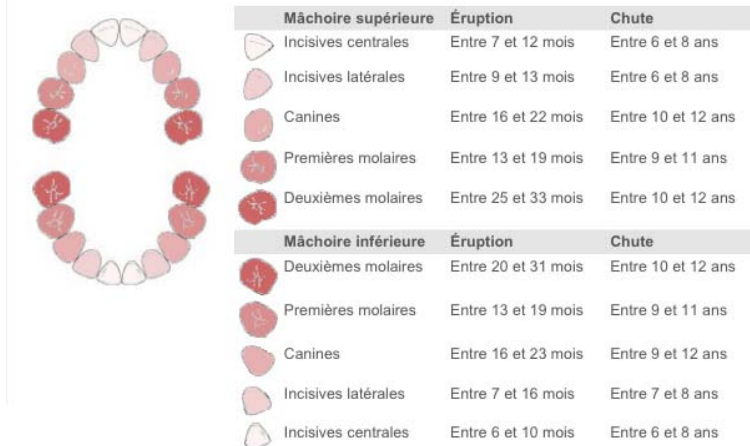 Mâchoire supérieure Éruption Chute
Incisives centrales Entre 7 et 12 mois Entre 6 et 8 ans
Incisives latérales Entre 9 et 13 mois Entre 6 et 8 ans
Canines Entre 16 et 22 mois Entre 10 et 12 ans
Premières molaires Entre 13 et 19 mois Entre 9 et 11 ans
Deuxièmes molaires Entre 25 et 33 mois Entre 10 et 12 ans
Mâchoire inférieure Éruption Chute
Deuxièmes molaires Entre 20 et 31 mois Entre 10 et 12 ans
Premières molaires Entre 13 et 19 mois Entre 9 et 11 ans
Canines Entre 16 et 23 mois Entre 9 et 12 ans
Incisives latérales Entre 7 et 16 mois Entre 7 et 8 ans
Incisives centrales Entre 6 et 10 mois Entre 6 et 8 ans